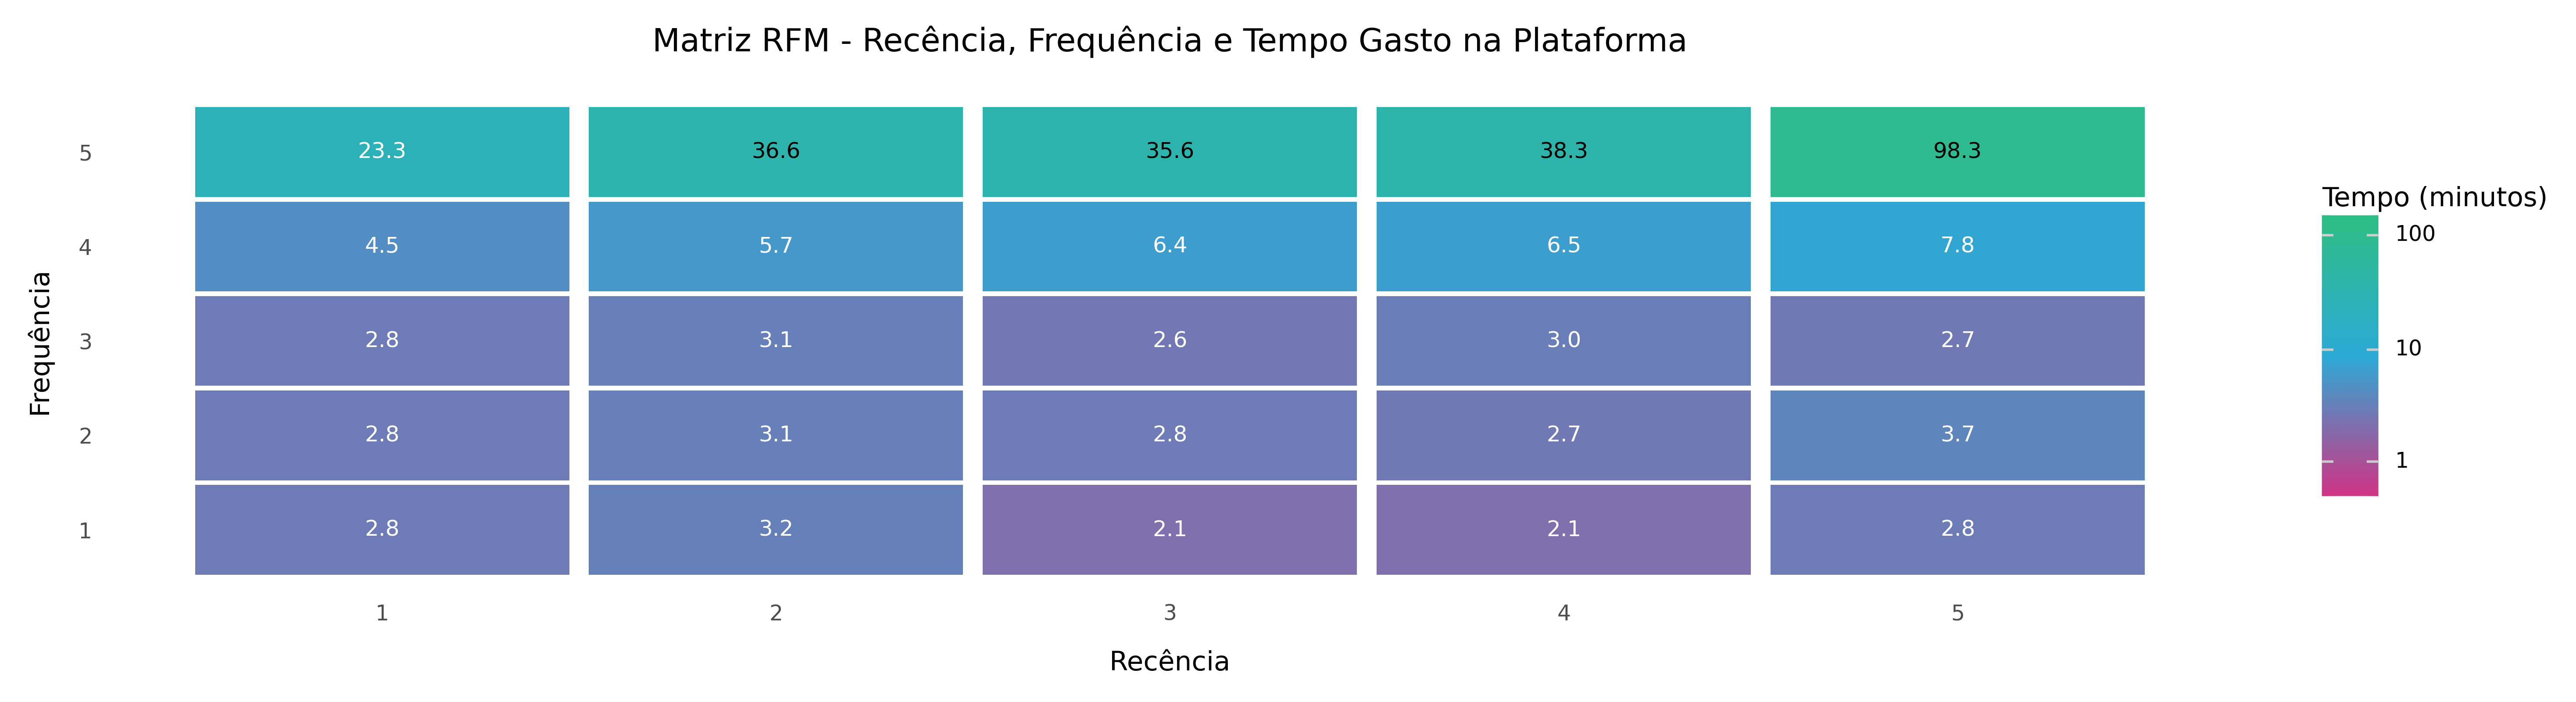 Matriz RFM - Recência, Frequência e Tempo Gasto na Plataforma
Frequência
5 23.3 36.6 35.6 38.3 98.3
4 4.5 5.7 6.4 6.5 7.8
3 2.8 3.1 2.6 3.0 2.7
2 2.8 3.1 2.8 2.7 3.7
1 2.8 3.2 2.1 2.1 2.8
1 2 3 4 5
Recência
Tempo (minutos)
100
10
1